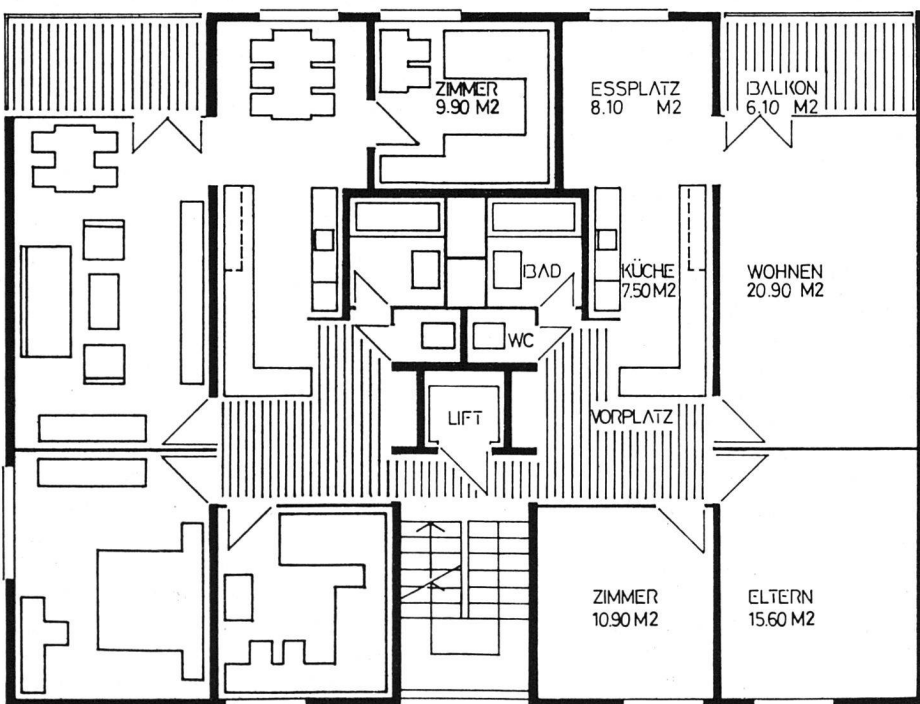 ZIMMER
9.90 M2
ESSPLATZ
8.10 M2
BALKON
6.10 M2
BAD
KÜCHE
7.50 M2
WOHNEN
20.90 M2
WC
LIFT
VORPLATZ
ZIMMER
10.90 M2
ELTERN
15.60 M2